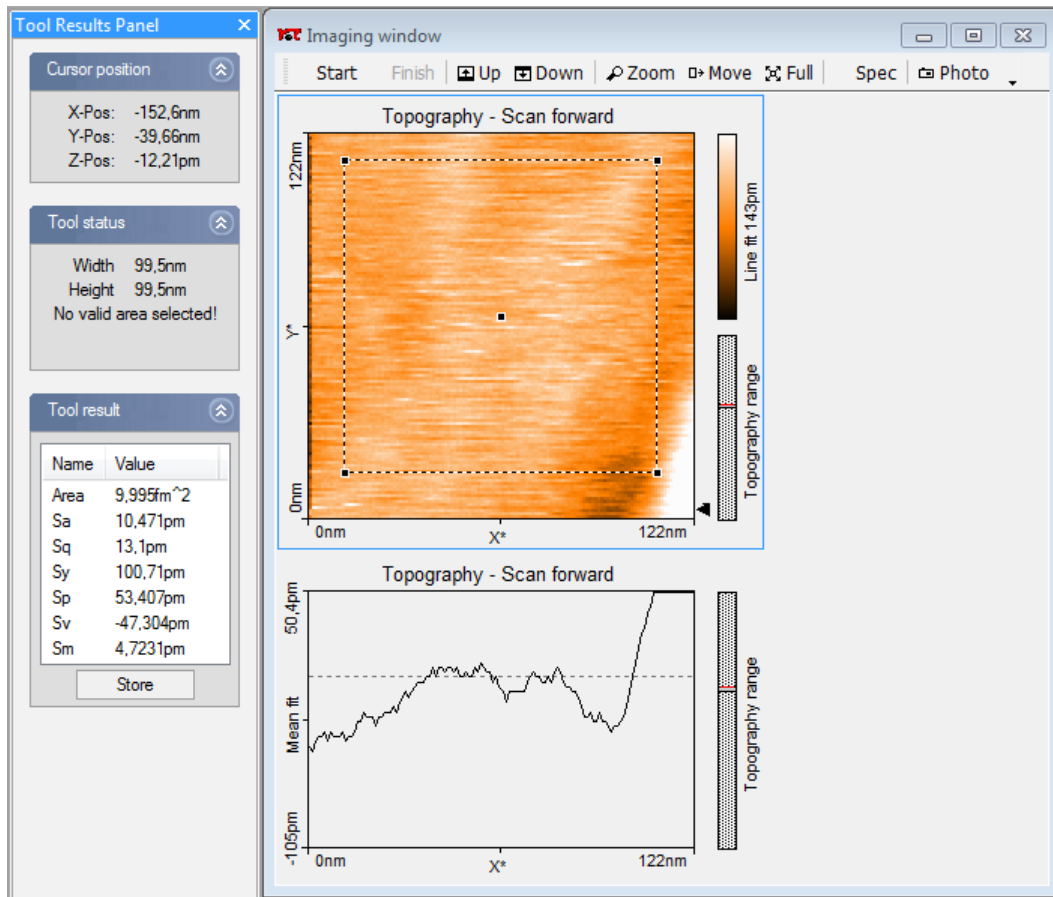 Tool Results Panel
Cursor position
X-Pos: -152,6nm
Y-Pos: -39,66nm
Z-Pos: -12,21pm
Tool status
Width 99,5nm
Height 99,5nm
No valid area selected!
Tool result
Name Value
Area 9,995fm^2
Sa 10,471pm
Sq 13,1pm
Sy 100,71pm
Sp 53,407pm
Sv -47,304pm
Sm 4,7231pm
Store
Imaging window
Start Finish Up Down Zoom Move Full Spec Photo
Topography - Scan forward
122nm
Y*
0nm
0nm X* 122nm
Line fit 143pm
Topography range
Topography - Scan forward
50,4pm
Mean fit
-105pm
0nm X* 122nm
Topography range